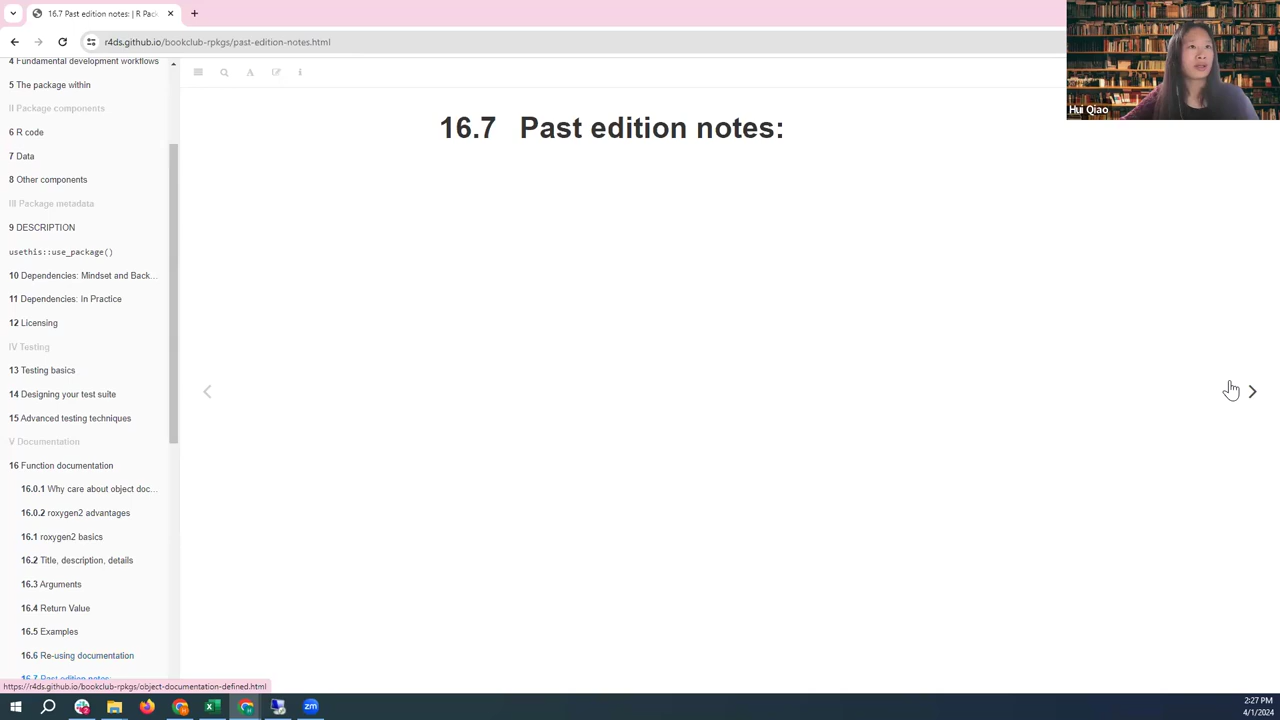 16.7 Past edition notes: | R Pac
r4ds.github.io/bookclub-rpkgs/past-edition-notes.html
Hui Qiao
4 Fundamental development workflows
5 The package within
II Package components
6 R code
7 Data
8 Other components
III Package metadata
9 DESCRIPTION
usethis::use_package()
10 Dependencies: Mindset and Back...
11 Dependencies: In Practice
12 Licensing
IV Testing
13 Testing basics
14 Designing your test suite
15 Advanced testing techniques
V Documentation
16 Function documentation
16.0.1 Why care about object doc...
16.0.2 roxygen2 advantages
16.1 roxygen2 basics
16.2 Title, description, details
16.3 Arguments
16.4 Return Value
16.5 Examples
16.6 Re-using documentation
16.7 Past edition notes:
16.7 Past edition notes:
https://r4ds.github.io/bookclub-rpkgs/object-documentation-defined.html
zm
2:27 PM
4/1/2024